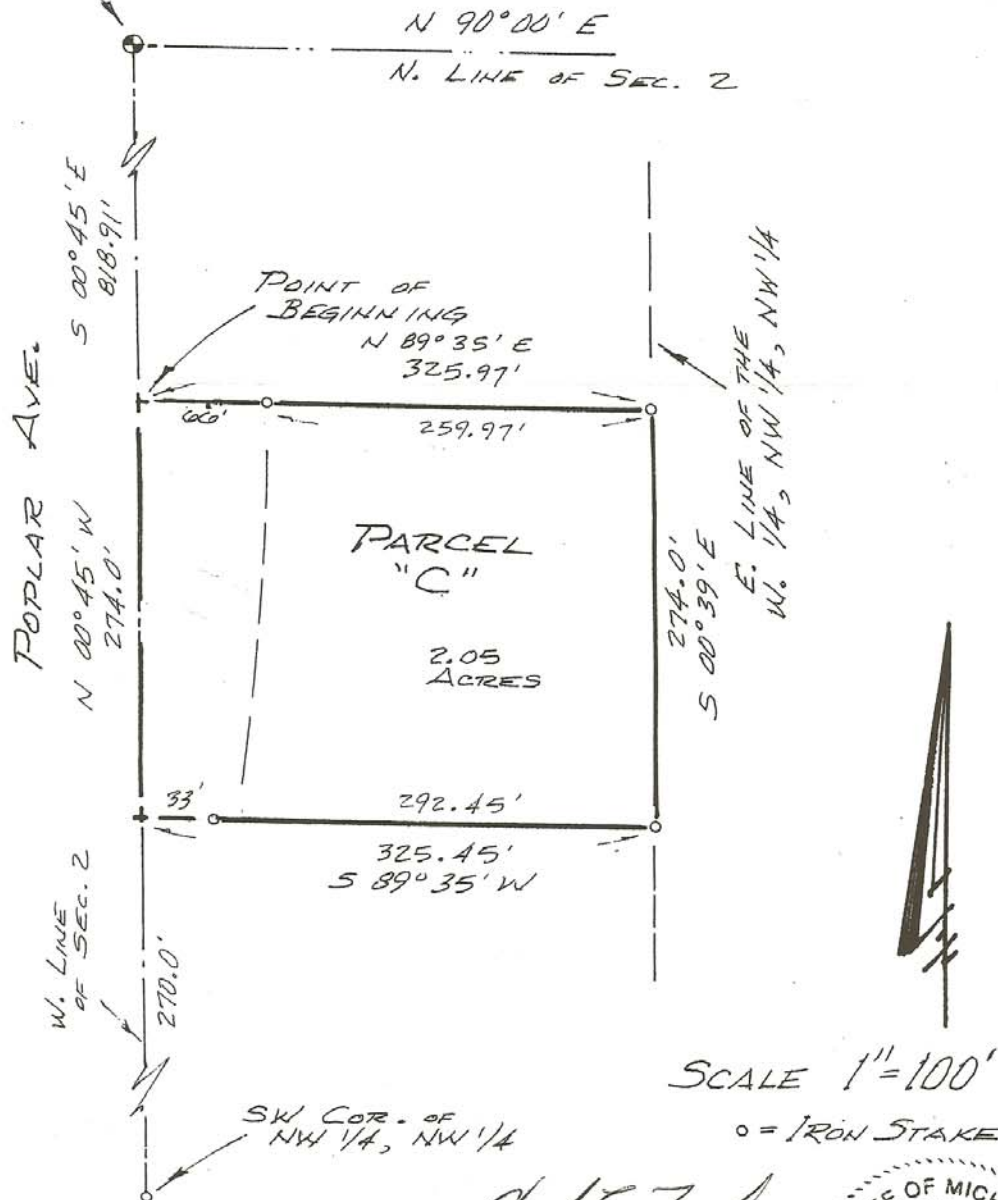 N 90°00' E
N. LINE OF SEC. 2
S 00°45' E
818.91'
POINT OF
BEGINNING
N 89°35' E
325.97'
66'
259.97'
E. LINE OF THE
W. 1/4, NW 1/4, NW 1/4
POPLAR AVE.
N 00°45' W
274.0'
PARCEL
"C"
2.05
ACRES
274.0'
S 00°39' E
33'
292.45'
325.45'
S 89°35' W
W. LINE
OF SEC. 2
270.0'
SCALE 1"=100'
SW COR. OF
NW 1/4, NW 1/4
o = IRON STAKE
OF MIC